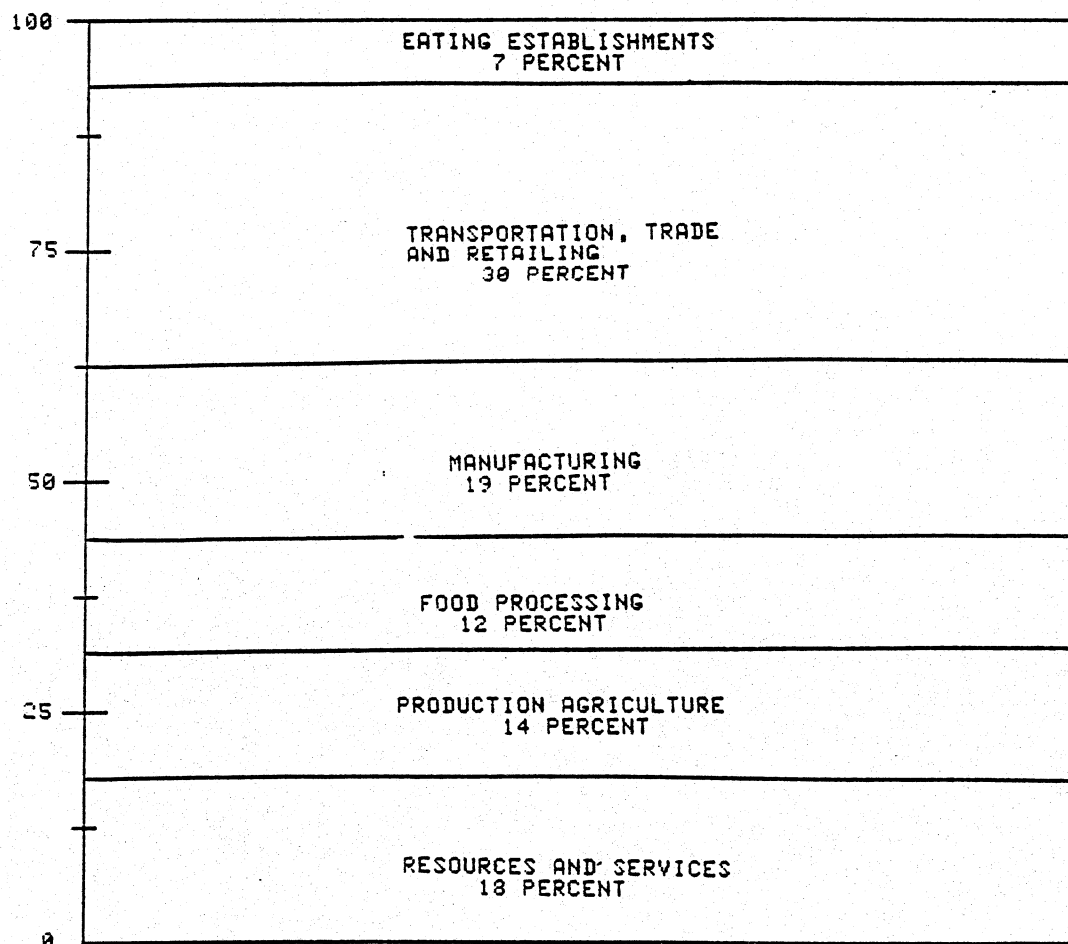 100
EATING ESTABLISHMENTS
7 PERCENT
TRANSPORTATION, TRADE
75
AND RETAILING
30 PERCENT
MANUFACTURING
50
19 PERCENT
FOOD PROCESSING
12 PERCENT
25
PRODUCTION AGRICULTURE
14 PERCENT
RESOURCES AND SERVICES
18 PERCENT
0